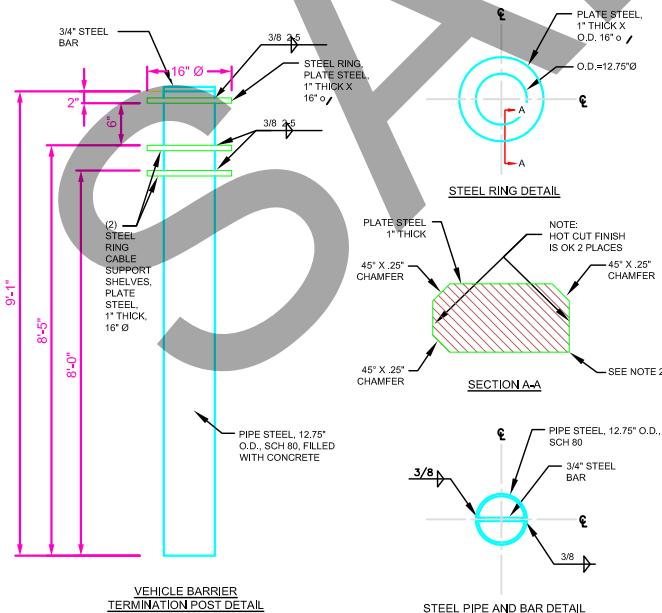 3/4" STEEL
BAR
3/8 2-5
16" Ø
STEEL RING,
PLATE STEEL,
1" THICK X
16" o
2"
6"
3/8 2-5
(2)
STEEL
RING
CABLE
SUPPORT
SHELVES,
PLATE
STEEL,
1" THICK,
16" Ø
9'-1"
8'-5"
8'-0"
PIPE STEEL, 12.75"
O.D., SCH 80, FILLED
WITH CONCRETE
VEHICLE BARRIER
TERMINATION POST DETAIL
℄
PLATE STEEL,
1" THICK X
O.D. 16" o
O.D.=12.75"Ø
℄
A
A
STEEL RING DETAIL
PLATE STEEL
1" THICK
NOTE:
HOT CUT FINISH
IS OK 2 PLACES
45° X .25"
CHAMFER
45° X .25"
CHAMFER
45° X .25"
CHAMFER
SEE NOTE 2
SECTION A-A
℄
PIPE STEEL, 12.75" O.D.,
SCH 80
3/4" STEEL
BAR
3/8
℄
3/8
STEEL PIPE AND BAR DETAIL